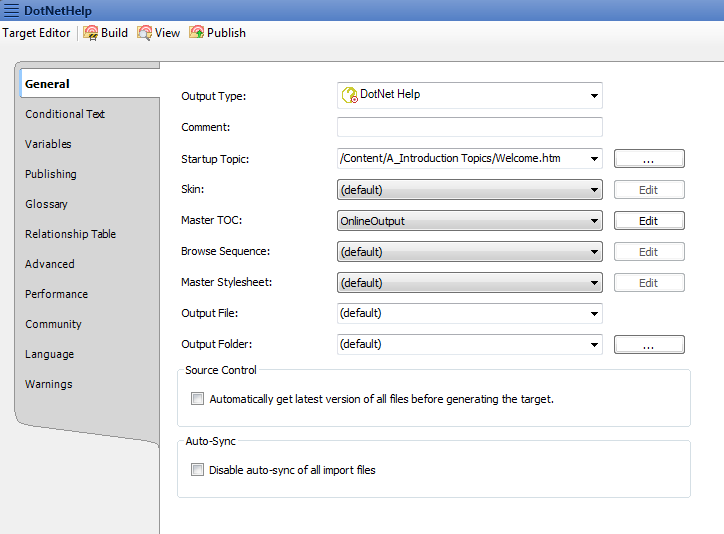 DotNetHelp
Target Editor Build View Publish
General
Conditional Text
Variables
Publishing
Glossary
Relationship Table
Advanced
Performance
Community
Language
Warnings
Output Type: DotNet Help
Comment:
Startup Topic: /Content/A_Introduction Topics/Welcome.htm ...
Skin: (default) Edit
Master TOC: OnlineOutput Edit
Browse Sequence: (default) Edit
Master Stylesheet: (default) Edit
Output File: (default)
Output Folder: (default) ...
Source Control
Automatically get latest version of all files before generating the target.
Auto-Sync
Disable auto-sync of all import files